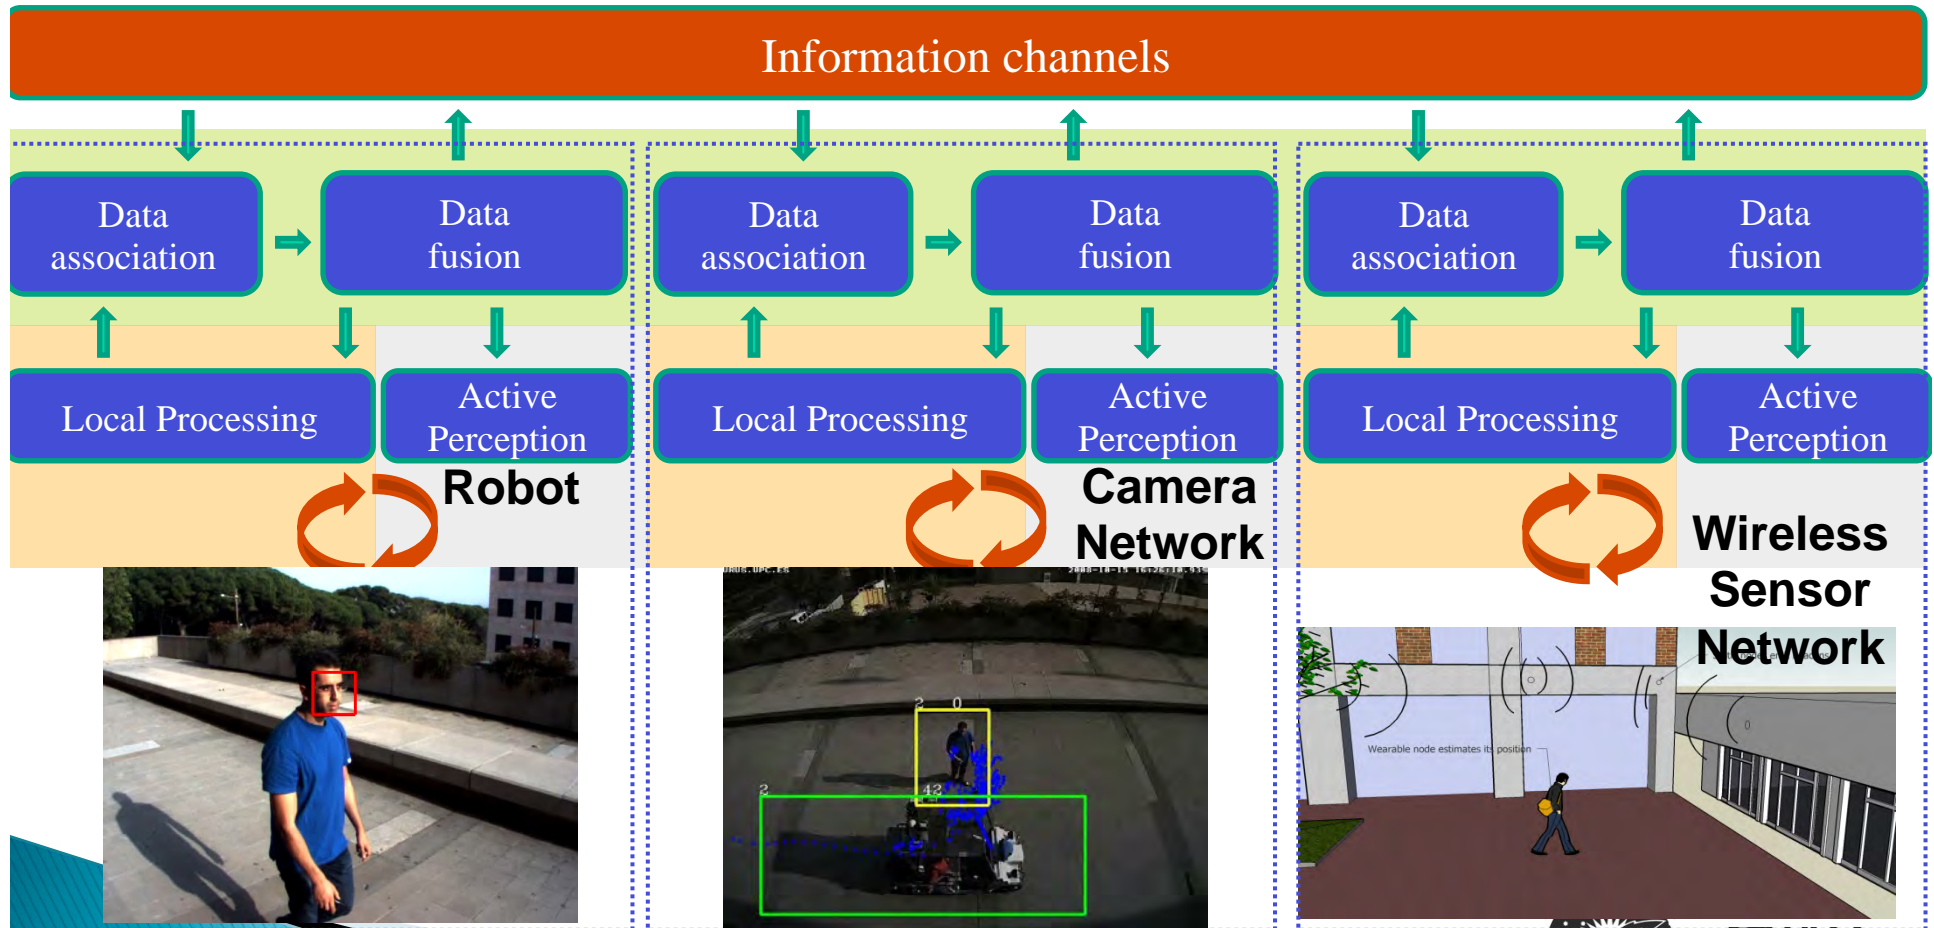 Information channels
Data
association
Data
fusion
Data
association
Data
fusion
Data
association
Data
fusion
Local Processing
Active
Perception
Local Processing
Active
Perception
Local Processing
Active
Perception
Robot
Camera
Network
Wireless
Sensor
Network
2 0
2
42
Wearable node estimates its position